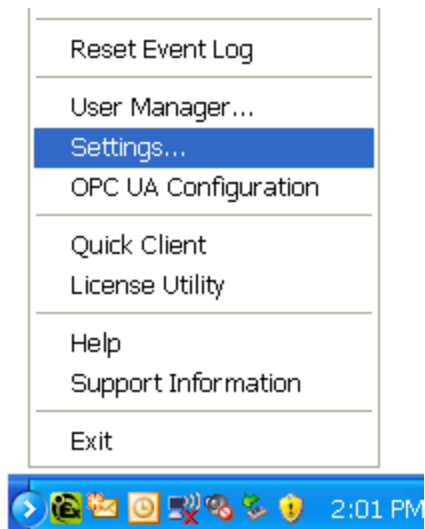 Reset Event Log
User Manager...
Settings...
OPC UA Configuration
Quick Client
License Utility
Help
Support Information
Exit
2:01 PM